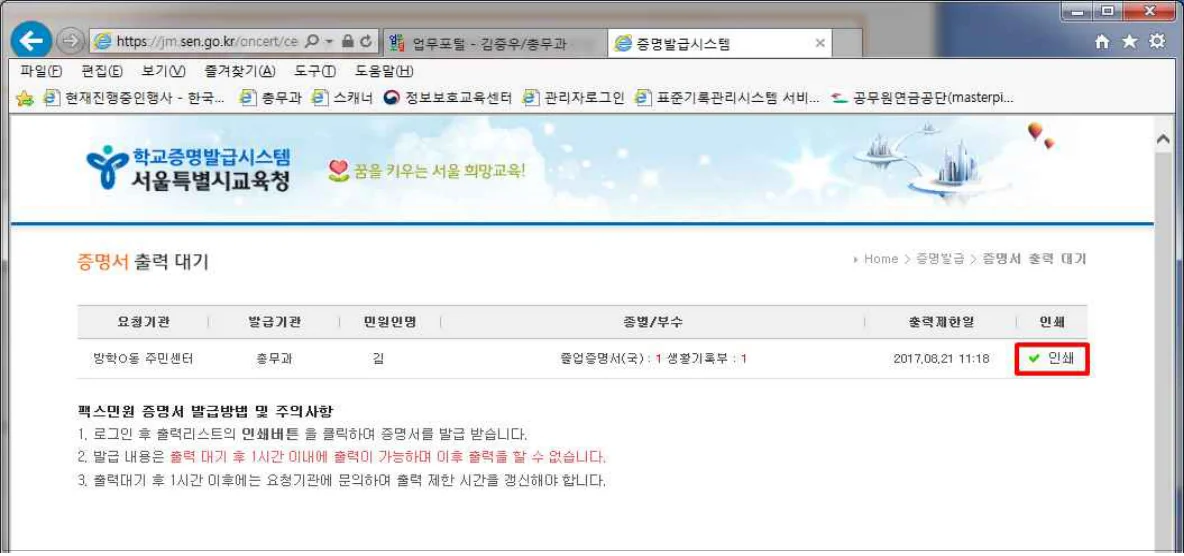 https://jm.sen.go.kr/oncert/ce
업무포털 - 김중우/총무과
증명발급시스템
파일(F) 편집(E) 보기(V) 즐겨찾기(A) 도구(T) 도움말(H)
현재진행중인행사 - 한국... 총무과 스캐너 정보보호교육센터 관리자로그인 표준기록관리시스템 서비... 공무원연금공단(masterpi...
학교증명발급시스템
서울특별시교육청
꿈을 키우는 서울 희망교육!
증명서 출력 대기
Home > 증명발급 > 증명서 출력 대기
요청기관 발급기관 민원인명 종별/부수 출력제한일 인쇄
방학0동 주민센터 총무과 김 졸업증명서(국) : 1 생활기록부 : 1 2017.08.21 11:18 인쇄
팩스민원 증명서 발급방법 및 주의사항
1. 로그인 후 출력리스트의 인쇄버튼 을 클릭하여 증명서를 발급 받습니다.
2. 발급 내용은 출력 대기 후 1시간 이내에 출력이 가능하며 이후 출력을 할 수 없습니다.
3. 출력대기 후 1시간 이후에는 요청기관에 문의하여 출력 제한 시간을 갱신해야 합니다.